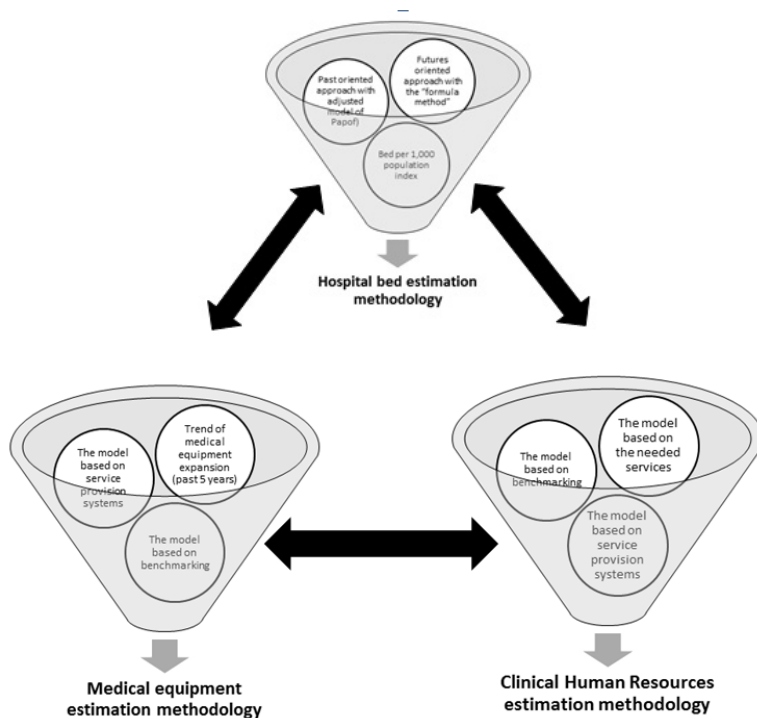 Past oriented
approach with
adjusted
model of
Papof)
Futures
oriented
approach with
the "formula
method"
Bed per 1,000
population
index
Hospital bed estimation
methodology
The model
based on
service
provision
systems
Trend of
medical
equipment
expansion
(past 5 years)
The model
based on
benchmarking
Medical equipment
estimation methodology
The model
based on
benchmarking
The model
based on
the needed
services
The model
based on
service
provision
systems
Clinical Human Resources
estimation methodology